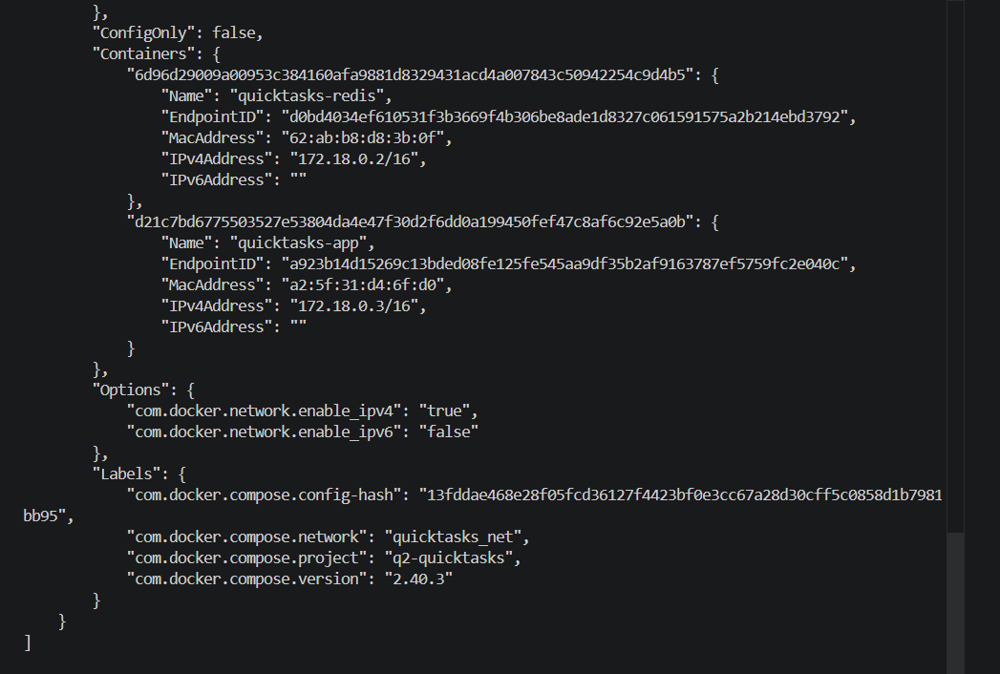 },
"ConfigOnly": false,
"Containers": {
"6d96d29009a00953c384160afa9881d8329431acd4a007843c50942254c9d4b5": {
"Name": "quicktasks-redis",
"EndpointID": "d0bd4034ef610531f3b3669f4b306be8ade1d8327c061591575a2b214ebd3792",
"MacAddress": "62:ab:b8:d8:3b:0f",
"IPv4Address": "172.18.0.2/16",
"IPv6Address": ""
},
"d21c7bd6775503527e53804da4e47f30d2f6dd0a199450fef47c8af6c92e5a0b": {
"Name": "quicktasks-app",
"EndpointID": "a923b14d15269c13bded08fe125fe545aa9df35b2af9163787ef5759fc2e040c",
"MacAddress": "a2:5f:31:d4:6f:d0",
"IPv4Address": "172.18.0.3/16",
"IPv6Address": ""
}
},
"Options": {
"com.docker.network.enable_ipv4": "true",
"com.docker.network.enable_ipv6": "false"
},
"Labels": {
"com.docker.compose.config-hash": "13fddae468e28f05fcd36127f4423bf0e3cc67a28d30cff5c0858d1b7981
bb95",
"com.docker.compose.network": "quicktasks_net",
"com.docker.compose.project": "q2-quicktasks",
"com.docker.compose.version": "2.40.3"
}
}
]